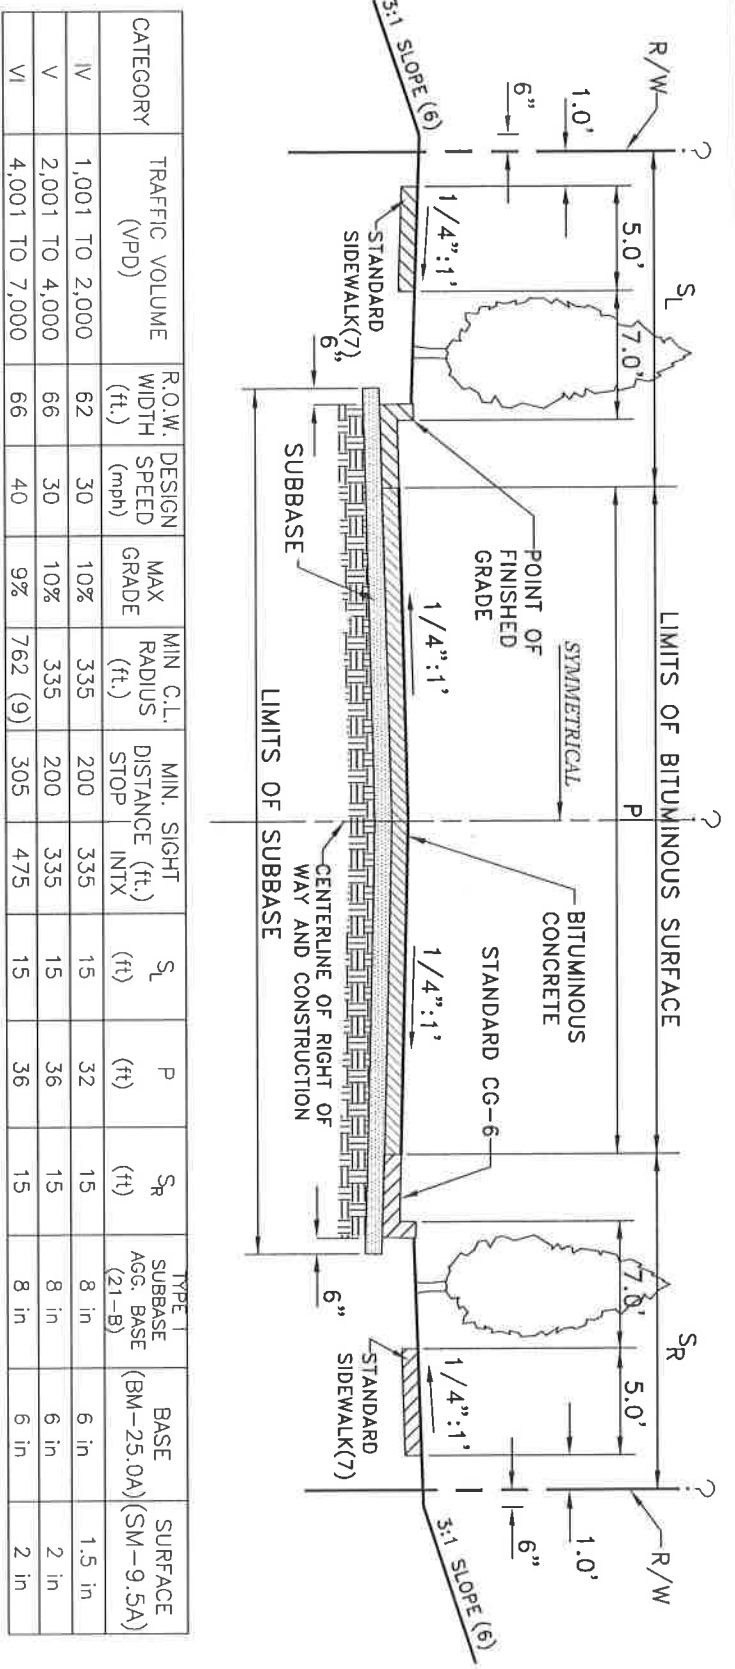 R/W
?
?
?
R/W
1.0'
6"
5.0'
7.0'
S_L
LIMITS OF BITUMINOUS SURFACE
P
S_R
7.0'
5.0'
1.0'
6"
3:1 SLOPE (6)
3:1 SLOPE (6)
1/4":1'
1/4":1'
1/4":1'
1/4":1'
STANDARD
SIDEWALK(7)
6"
POINT OF
FINISHED
GRADE
SYMMETRICAL
BITUMINOUS
CONCRETE
STANDARD CG-6
SUBBASE
CENTERLINE OF RIGHT OF
WAY AND CONSTRUCTION
6"
STANDARD
SIDEWALK(7)
LIMITS OF SUBBASE
CATEGORY TRAFFIC VOLUME (VPD) R.O.W. WIDTH (ft.) DESIGN SPEED (mph) MAX GRADE MIN C.L. RADIUS (ft.) MIN. SIGHT DISTANCE (ft.) STOP INTX S_L (ft) P (ft) S_R (ft) TYPE I SUBBASE AGG. BASE (21-B) BASE (BM-25.0A) SURFACE (SM-9.5A)
IV 1,001 TO 2,000 62 30 10% 335 200 335 15 32 15 8 in 6 in 1.5 in
V 2,001 TO 4,000 66 30 10% 335 200 335 15 36 15 8 in 6 in 2 in
VI 4,001 TO 7,000 66 40 9% 762 (9) 305 475 15 36 15 8 in 6 in 2 in